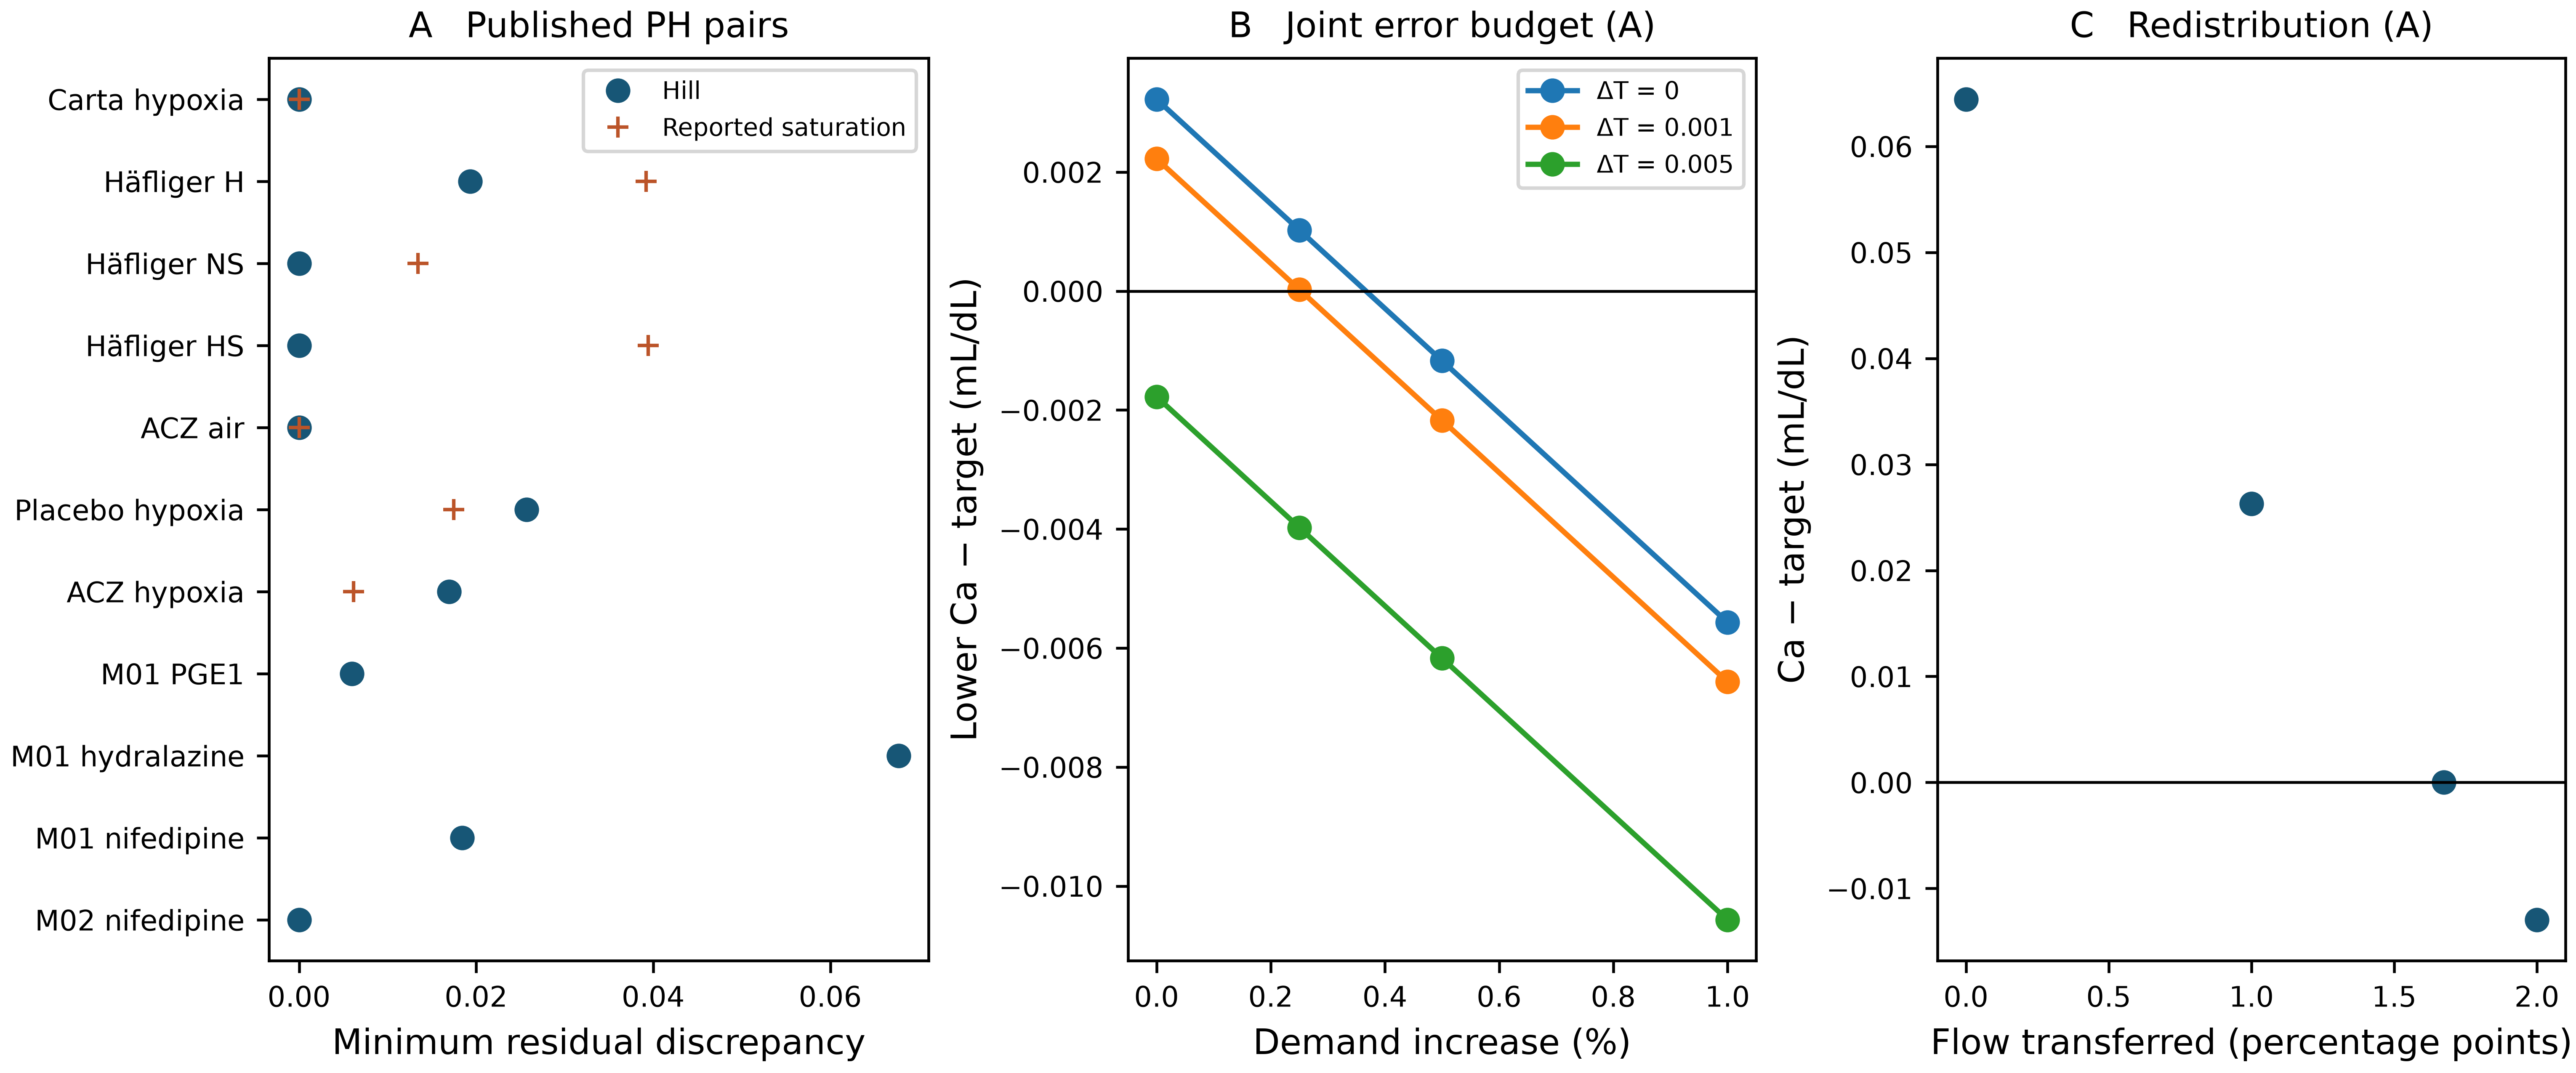 A Published PH pairs
Hill
Reported saturation
Carta hypoxia
Häfliger H
Häfliger NS
Häfliger HS
ACZ air
Placebo hypoxia
ACZ hypoxia
M01 PGE1
M01 hydralazine
M01 nifedipine
M02 nifedipine
0.00 0.02 0.04 0.06
Minimum residual discrepancy
B Joint error budget (A)
ΔT = 0
ΔT = 0.001
ΔT = 0.005
Lower Ca − target (mL/dL)
0.002
0.000
−0.002
−0.004
−0.006
−0.008
−0.010
0.0 0.2 0.4 0.6 0.8 1.0
Demand increase (%)
C Redistribution (A)
Ca − target (mL/dL)
0.06
0.05
0.04
0.03
0.02
0.01
0.00
−0.01
0.0 0.5 1.0 1.5 2.0
Flow transferred (percentage points)